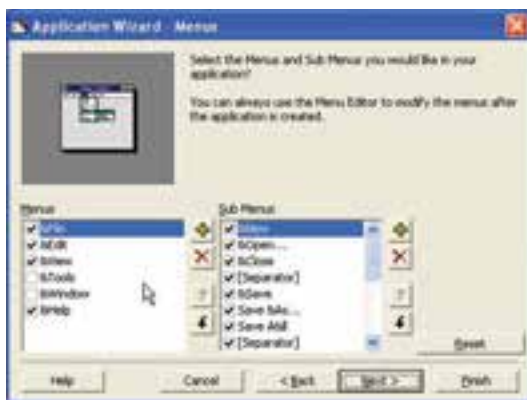 Application Wizard - Menus
Select the Menus and Sub Menus you would like in your
application?
You can always use the Menu Editor to modify the menus after
the application is created.
Menus
&File
&Edit
&View
&Tools
&Window
&Help
Sub Menus
&New
&Open...
&Close
[Separator]
&Save
Save &As...
Save A&ll
[Separator]
Reset
Help
Cancel
< Back
Next >
Finish